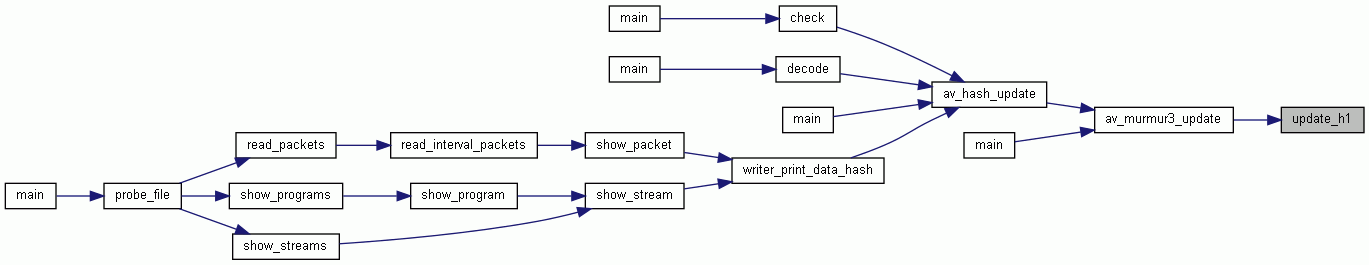 main
check
main
decode
av_hash_update
main
av_murmur3_update
update_h1
read_packets
read_interval_packets
show_packet
main
writer_print_data_hash
main
probe_file
show_programs
show_program
show_stream
show_streams